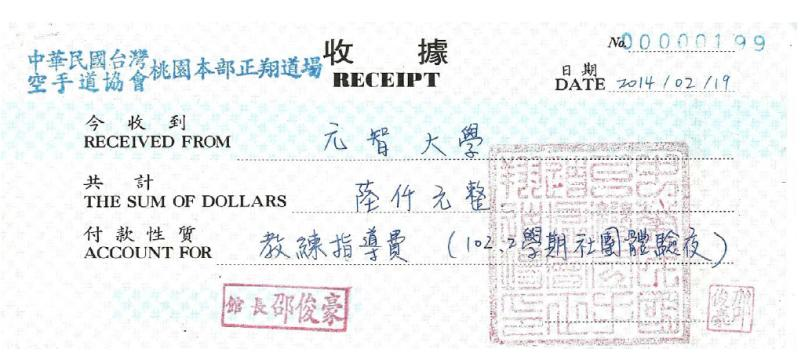 中華民國台灣
空手道協會 桃園本部正翔道場
收據
RECEIPT
No. 00000199
日期
DATE 2014/02/19
今收到
RECEIVED FROM 元智大學
共計
THE SUM OF DOLLARS 陸仟元整
付款性質
ACCOUNT FOR 教練指導費 (102.2學期社團體驗夜)
館長邵俊豪